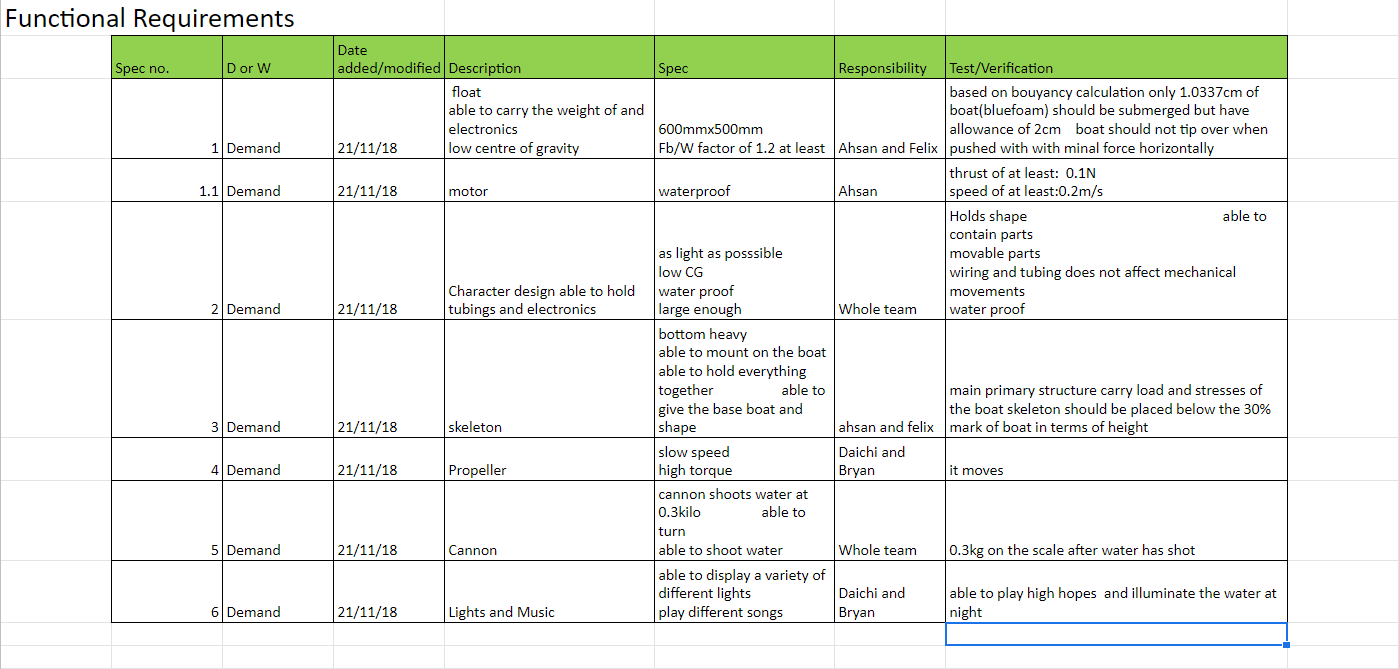 Functional Requirements
Spec no.
D or W
Date
added/modified
Description
Spec
Responsibility
Test/Verification
1
Demand
21/11/18
float
able to carry the weight of and
electronics
low centre of gravity
600mmx500mm
Fb/W factor of 1.2 at least
Ahsan and Felix
based on bouyancy calculation only 1.0337cm of
boat(bluefoam) should be submerged but have
allowance of 2cm boat should not tip over when
pushed with with minal force horizontally
1.1
Demand
21/11/18
motor
waterproof
Ahsan
thrust of at least: 0.1N
speed of at least:0.2m/s
2
Demand
21/11/18
Character design able to hold
tubings and electronics
as light as posssible
low CG
water proof
large enough
Whole team
Holds shape able to
contain parts
movable parts
wiring and tubing does not affect mechanical
movements
water proof
3
Demand
21/11/18
skeleton
bottom heavy
able to mount on the boat
able to hold everything
together able to
give the base boat and
shape
ahsan and felix
main primary structure carry load and stresses of
the boat skeleton should be placed below the 30%
mark of boat in terms of height
4
Demand
21/11/18
Propeller
slow speed
high torque
Daichi and
Bryan
it moves
5
Demand
21/11/18
Cannon
cannon shoots water at
0.3kilo able to
turn
able to shoot water
Whole team
0.3kg on the scale after water has shot
6
Demand
21/11/18
Lights and Music
able to display a variety of
different lights
play different songs
Daichi and
Bryan
able to play high hopes and illuminate the water at
night